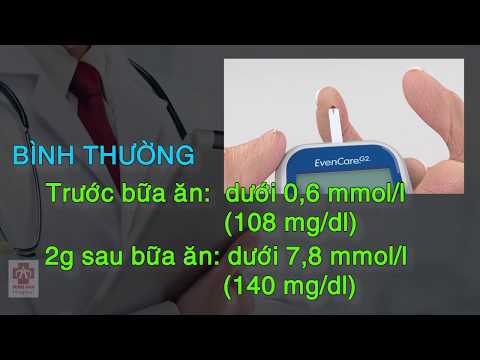 EvenCare G2
BÌNH THƯỜNG
Trước bữa ăn: dưới 0,6 mmol/l
(108 mg/dl)
2g sau bữa ăn: dưới 7,8 mmol/l
(140 mg/dl)